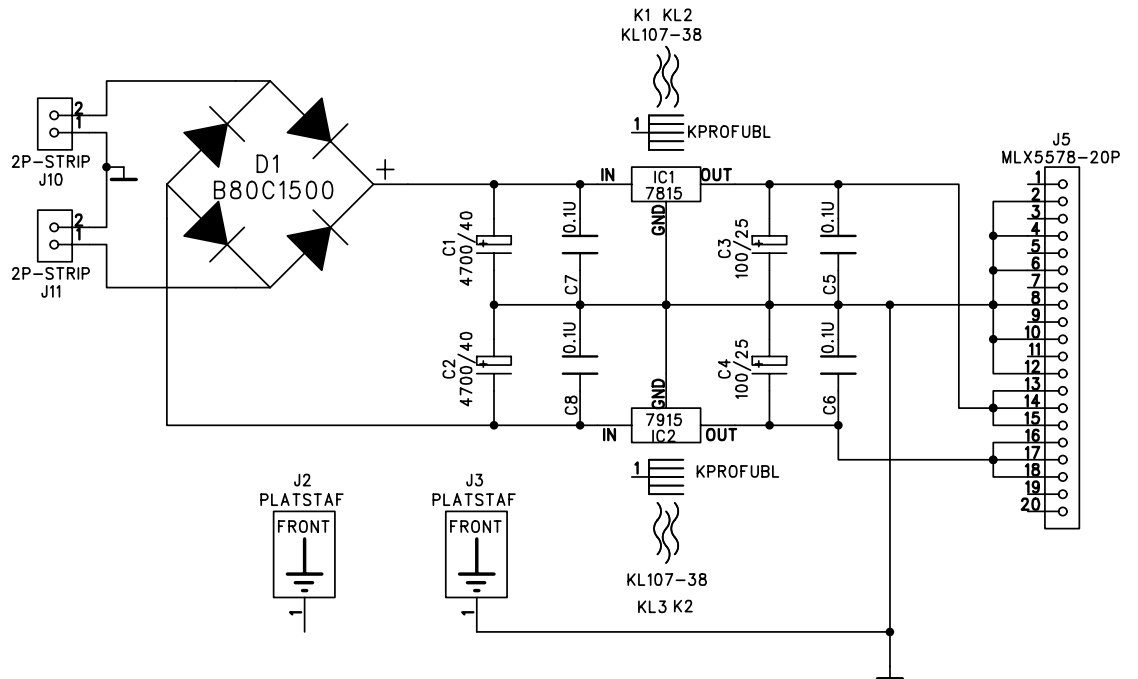 K1 KL2
KL107-38
1
KPROFUBL
2
1
2P-STRIP
J10
2
1
2P-STRIP
J11
D1
B80C1500
+
IN
IC1
7815
OUT
GND
C1
4700/40
+
0.1U
C7
C3
100/25
+
0.1U
C5
C2
4700/40
+
0.1U
C8
C4
100/25
+
0.1U
C6
GND
7915
IC2
IN
OUT
1
KPROFUBL
KL107-38
KL3 K2
J5
MLX5578-20P
1
2
3
4
5
6
7
8
9
10
11
12
13
14
15
16
17
18
19
20
J2
PLATSTAF
FRONT
1
J3
PLATSTAF
FRONT
1